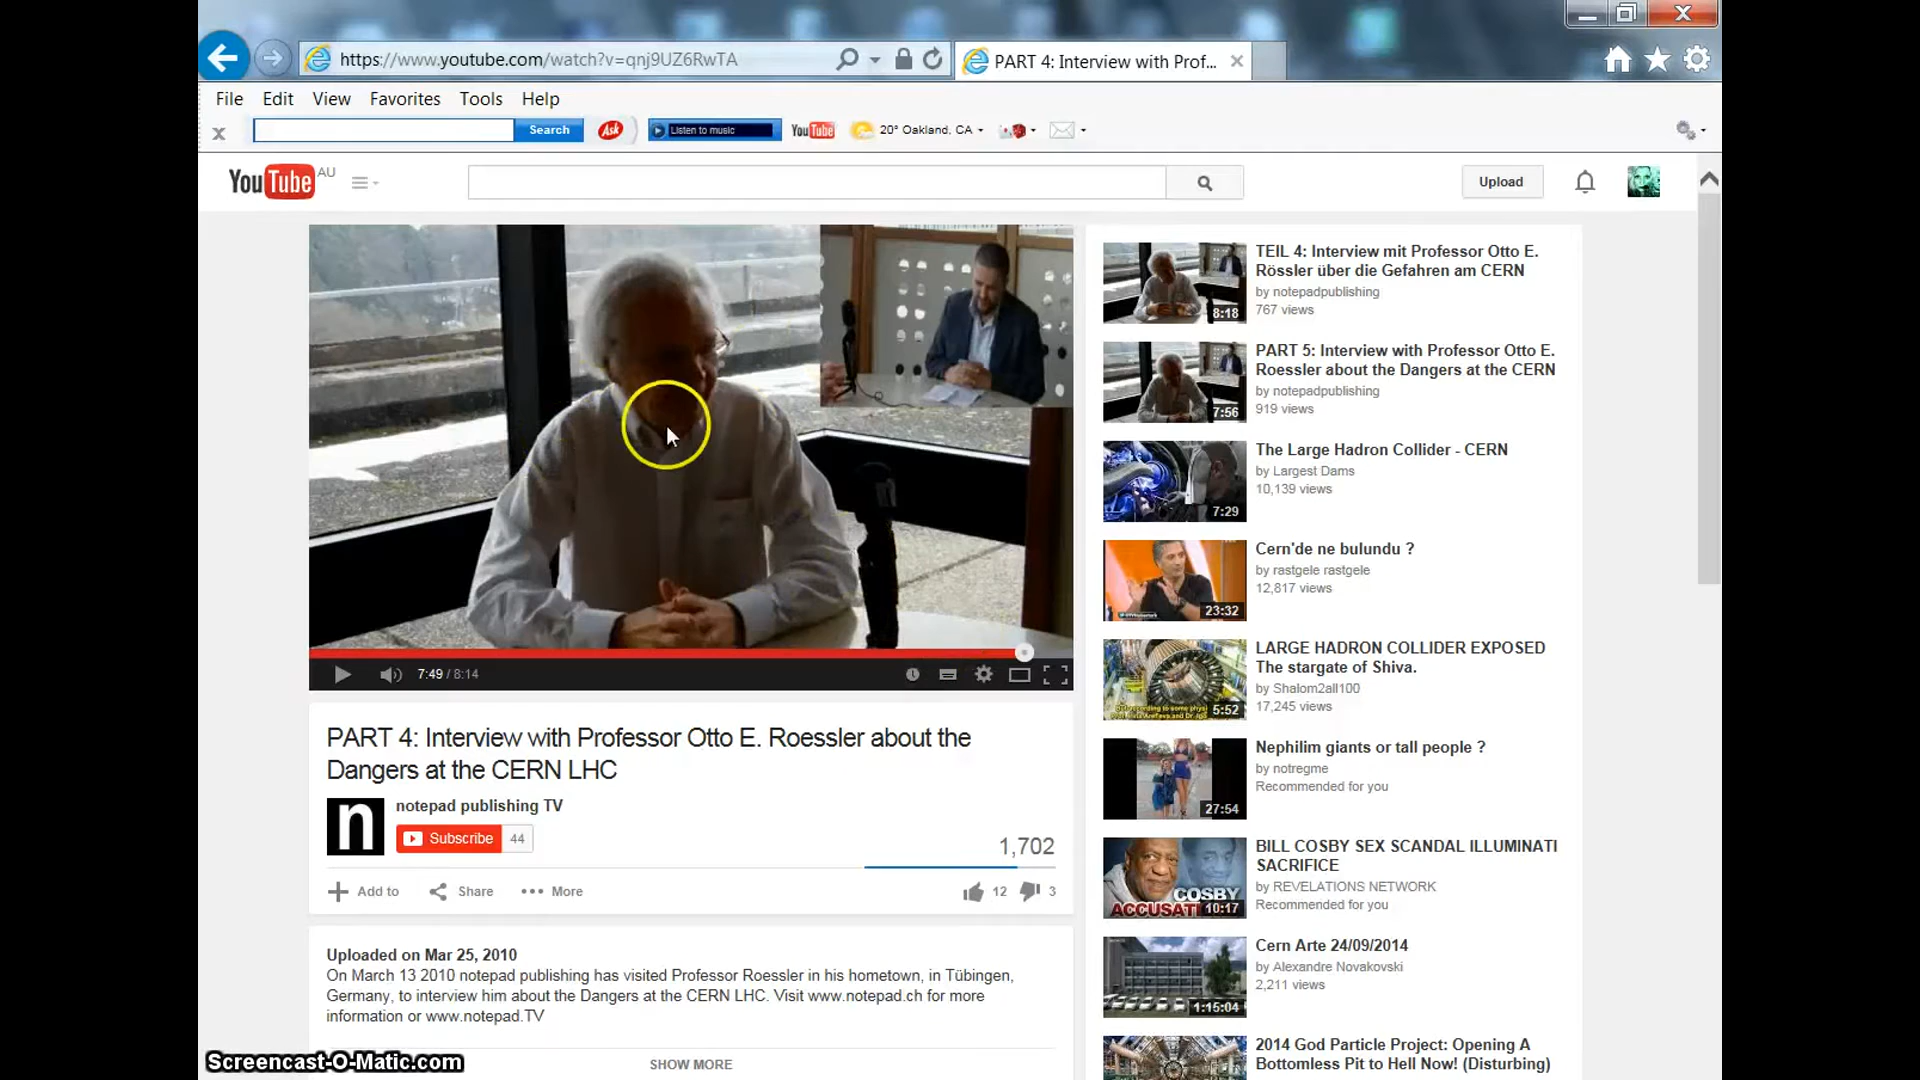 https://www.youtube.com/watch?v=qnj9UZ6RwTA
PART 4: Interview with Prof...
File Edit View Favorites Tools Help
Search
Ask
Listen to music
YouTube
20° Oakland, CA
YouTube AU
Upload
7:49 / 8:14
PART 4: Interview with Professor Otto E. Roessler about the
Dangers at the CERN LHC
n
notepad publishing TV
Subscribe 44
1,702
Add to Share More 12 3
Uploaded on Mar 25, 2010
On March 13 2010 notepad publishing has visited Professor Roessler in his hometown, in Tübingen,
Germany, to interview him about the Dangers at the CERN LHC. Visit www.notepad.ch for more
information or www.notepad.TV
SHOW MORE
8:18
TEIL 4: Interview mit Professor Otto E.
Rössler über die Gefahren am CERN
by notepadpublishing
767 views
7:56
PART 5: Interview with Professor Otto E.
Roessler about the Dangers at the CERN
by notepadpublishing
919 views
7:29
The Large Hadron Collider - CERN
by Largest Dams
10,139 views
23:32
Cern'de ne bulundu ?
by rastgele rastgele
12,817 views
5:52
LARGE HADRON COLLIDER EXPOSED
The stargate of Shiva.
by Shalom2all100
17,245 views
27:54
Nephilim giants or tall people ?
by notregme
Recommended for you
COSBY
ACCUSATI
10:17
BILL COSBY SEX SCANDAL ILLUMINATI
SACRIFICE
by REVELATIONS NETWORK
Recommended for you
1:15:04
Cern Arte 24/09/2014
by Alexandre Novakovski
2,211 views
2014 God Particle Project: Opening A
Bottomless Pit to Hell Now! (Disturbing)
Screencast-O-Matic.com